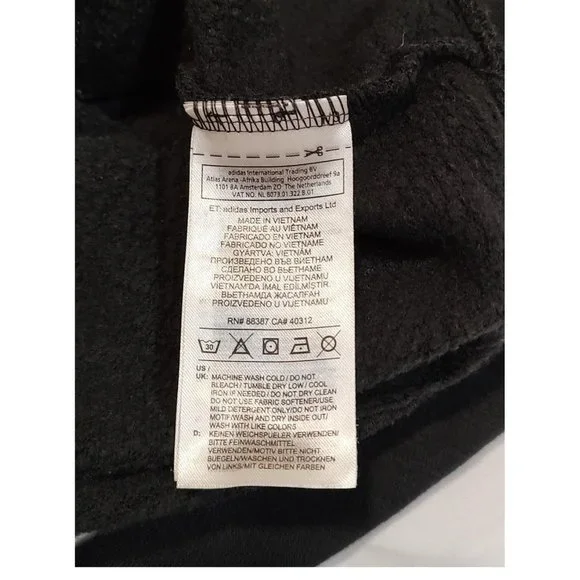 adidas International Trading BV
Atlas Arena -Afrika Building Hoogoorddreef 9a
1101 BA Amsterdam ZO The Netherlands
VAT NO. NL 8073.01.322.B.01
ET: adidas Imports and Exports Ltd
MADE IN VIETNAM
FABRIQUÉ AU VIÊTNAM
FABRICADO EN VIETNAM
FABRICADO NO VIETNAME
GYÁRTVA: VIETNÁM
ПРОИЗВЕДЕНО ВЪВ ВИЕТНАМ
СДЕЛАНО ВО ВЬЕТНАМЕ
PROIZVEDENO U VIJETNAMU
VIETNAM'DA İMAL EDİLMİŞTİR
ВЬЕТНАМДА ЖАСАЛҒАН
PROIZVEDENO U VIJETNAMU
RN# 88387 CA# 40312
30
US /
UK: MACHINE WASH COLD / DO NOT
BLEACH / TUMBLE DRY LOW / COOL
IRON IF NEEDED / DO NOT DRY CLEAN
DO NOT USE FABRIC SOFTENER/USE
MILD DETERGENT ONLY/DO NOT IRON
MOTIF/WASH AND DRY INSIDE OUT/
WASH WITH LIKE COLORS
D: KEINEN WEICHSPUELER VERWENDEN/
BITTE FEINWASCHMITTEL
VERWENDEN/MOTIV BITTE NICHT
BUEGELN/WASCHEN UND TROCKNEN
VON LINKS/MIT GLEICHEN FARBEN